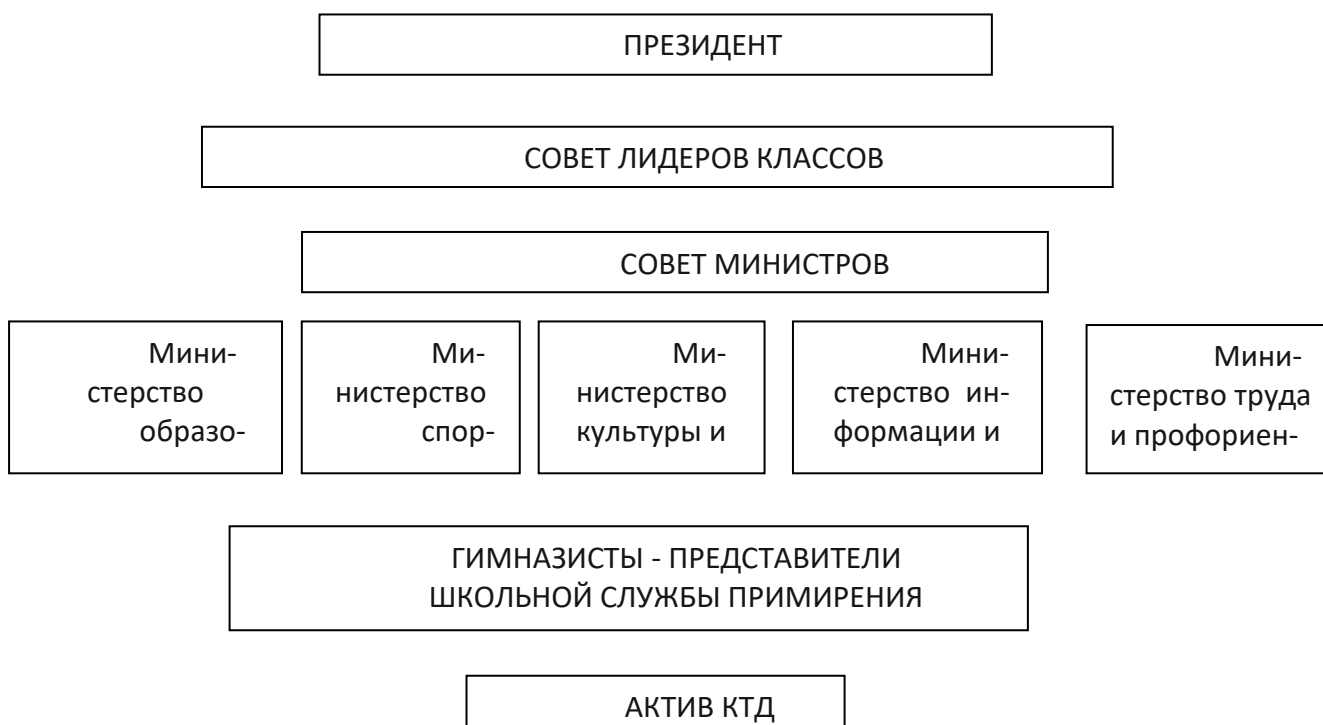 ПРЕЗИДЕНТ
СОВЕТ ЛИДЕРОВ КЛАССОВ
СОВЕТ МИНИСТРОВ
Мини-
стерство
образо-
Ми-
нистерство
спор-
Ми-
нистерство
культуры и
Мини-
стерство ин-
формации и
Мини-
стерство труда
и профориен-
ГИМНАЗИСТЫ - ПРЕДСТАВИТЕЛИ
ШКОЛЬНОЙ СЛУЖБЫ ПРИМИРЕНИЯ
АКТИВ КТД